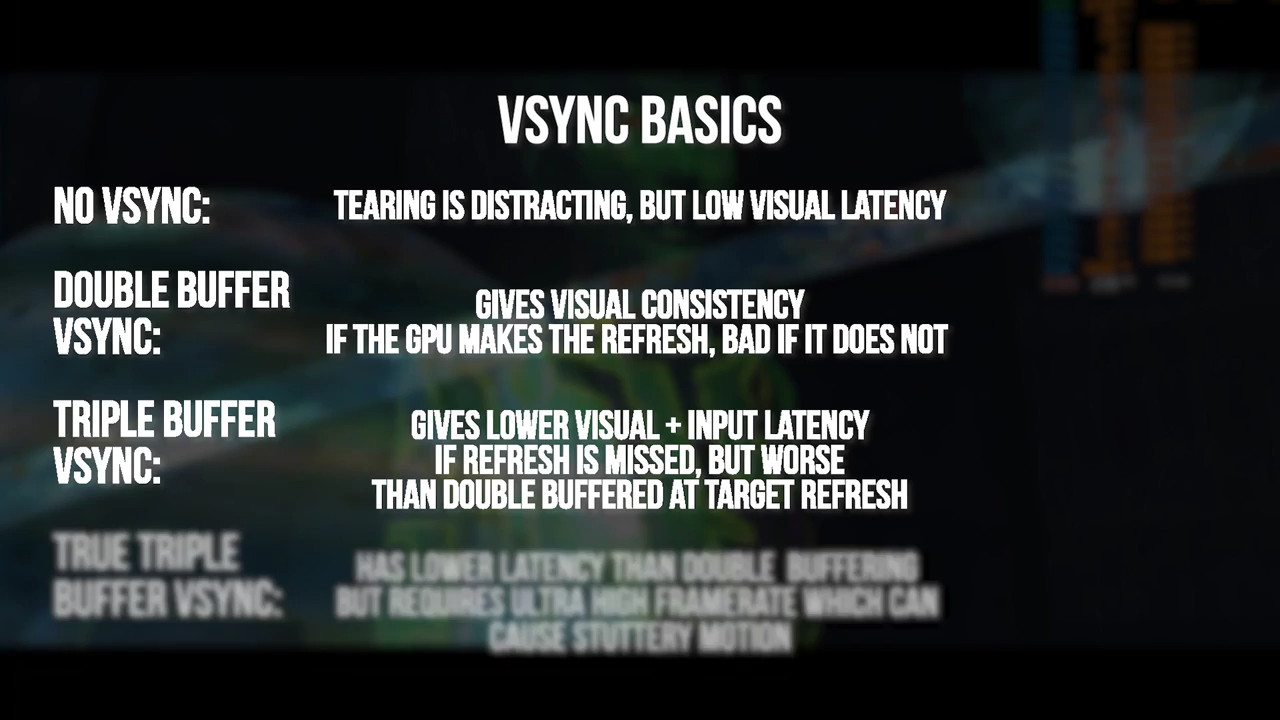 VSYNC BASICS
NO VSYNC:
TEARING IS DISTRACTING, BUT LOW VISUAL LATENCY
DOUBLE BUFFER
VSYNC:
GIVES VISUAL CONSISTENCY
IF THE GPU MAKES THE REFRESH, BAD IF IT DOES NOT
TRIPLE BUFFER
VSYNC:
GIVES LOWER VISUAL + INPUT LATENCY
IF REFRESH IS MISSED, BUT WORSE
THAN DOUBLE BUFFERED AT TARGET REFRESH
TRUE TRIPLE
BUFFER VSYNC:
HAS LOWER LATENCY THAN DOUBLE BUFFERING
BUT REQUIRES ULTRA HIGH FRAMERATE WHICH CAN
CAUSE STUTTERY MOTION